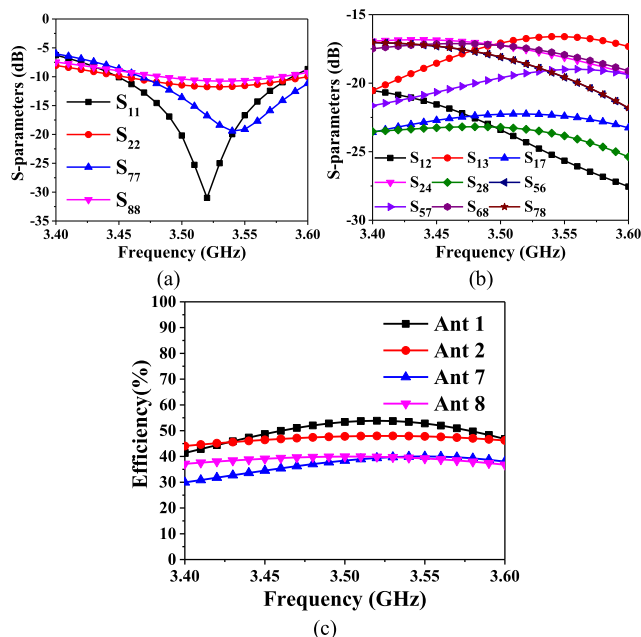 0
-5
-10
-15
-20
-25
-30
-35
S-parameters (dB)
S11
S22
S77
S88
3.40 3.45 3.50 3.55 3.60
Frequency (GHz)
(a)
-15
-20
-25
-30
S-parameters (dB)
S12 S13 S17
S24 S28 S56
S57 S68 S78
3.40 3.45 3.50 3.55 3.60
Frequency (GHz)
(b)
100
90
80
70
60
50
40
30
20
10
0
Efficiency(%)
Ant 1
Ant 2
Ant 7
Ant 8
3.40 3.45 3.50 3.55 3.60
Frequency (GHz)
(c)